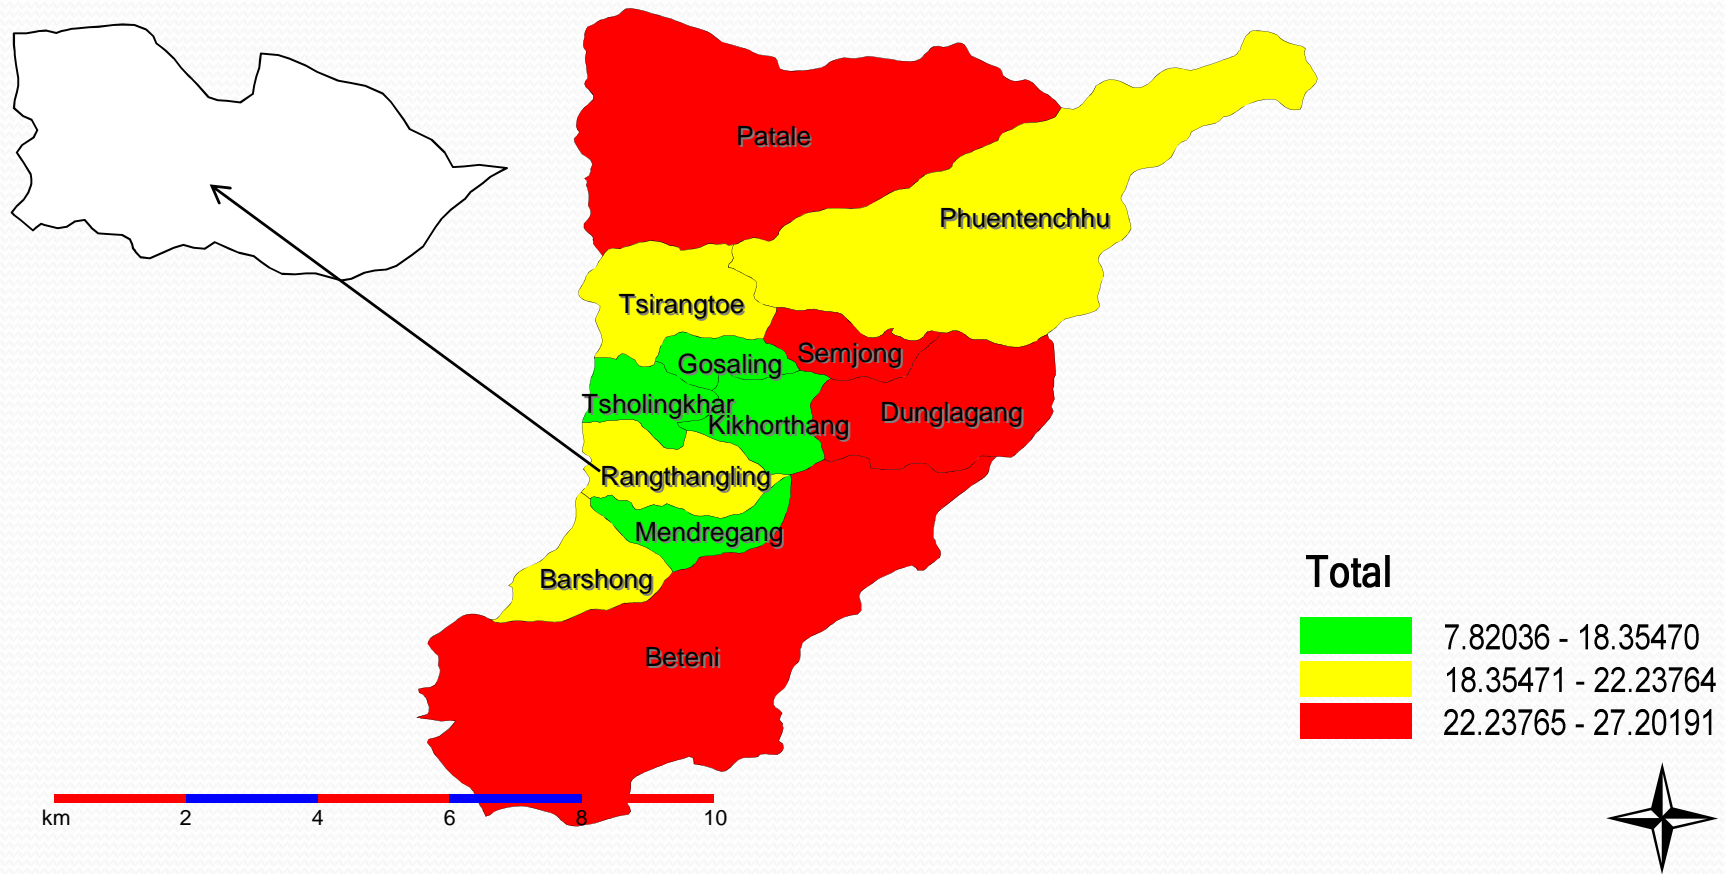 Patale
Phuentenchhu
Tsirangtoe
Semjong
Gosaling
Tsholingkhar
Dunglagang
Kikhorthang
Rangthangling
Mendregang
Barshong
Beteni
Total
7.82036 - 18.35470
18.35471 - 22.23764
22.23765 - 27.20191
km 2 4 6 8 10